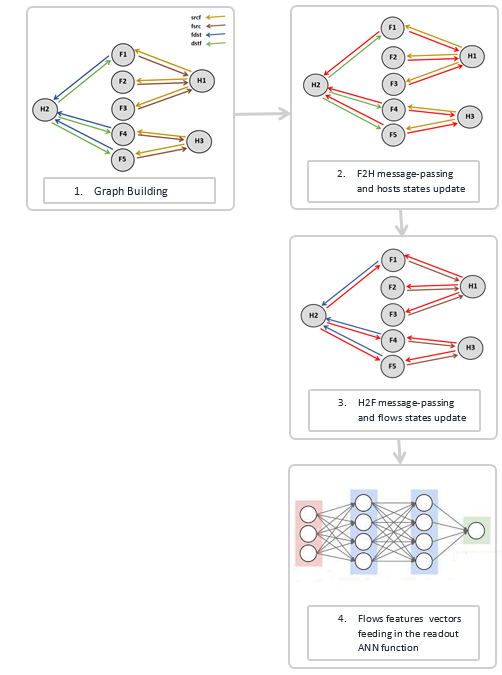 srcf
fsrc
fdst
dstf
F1
F2
H1
F3
H2
F4
H3
F5
1. Graph Building
F1
F2
H1
F3
H2
F4
H3
F5
2. F2H message-passing
and hosts states update
F1
F2
H1
F3
H2
F4
H3
F5
3. H2F message-passing
and flows states update
4. Flows features vectors
feeding in the readout
ANN function